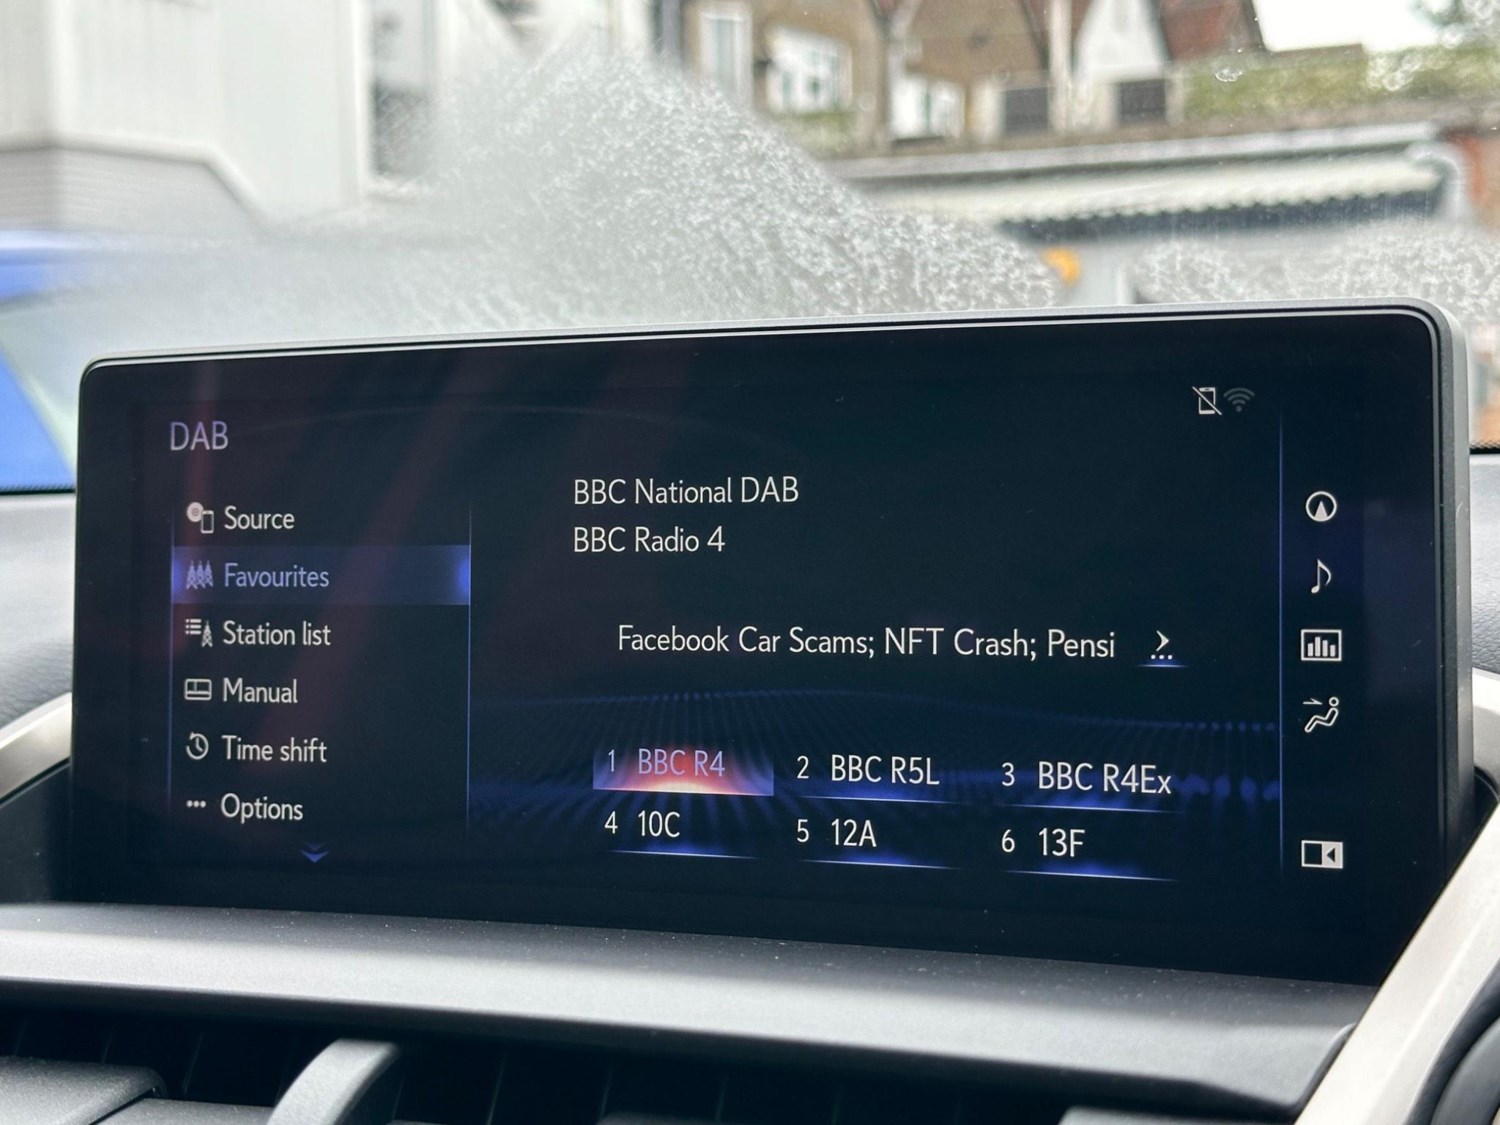 DAB
Source
Favourites
Station list
Manual
Time shift
Options
BBC National DAB
BBC Radio 4
Facebook Car Scams; NFT Crash; Pensi
1 BBC R4
2 BBC R5L
3 BBC R4Ex
4 10C
5 12A
6 13F